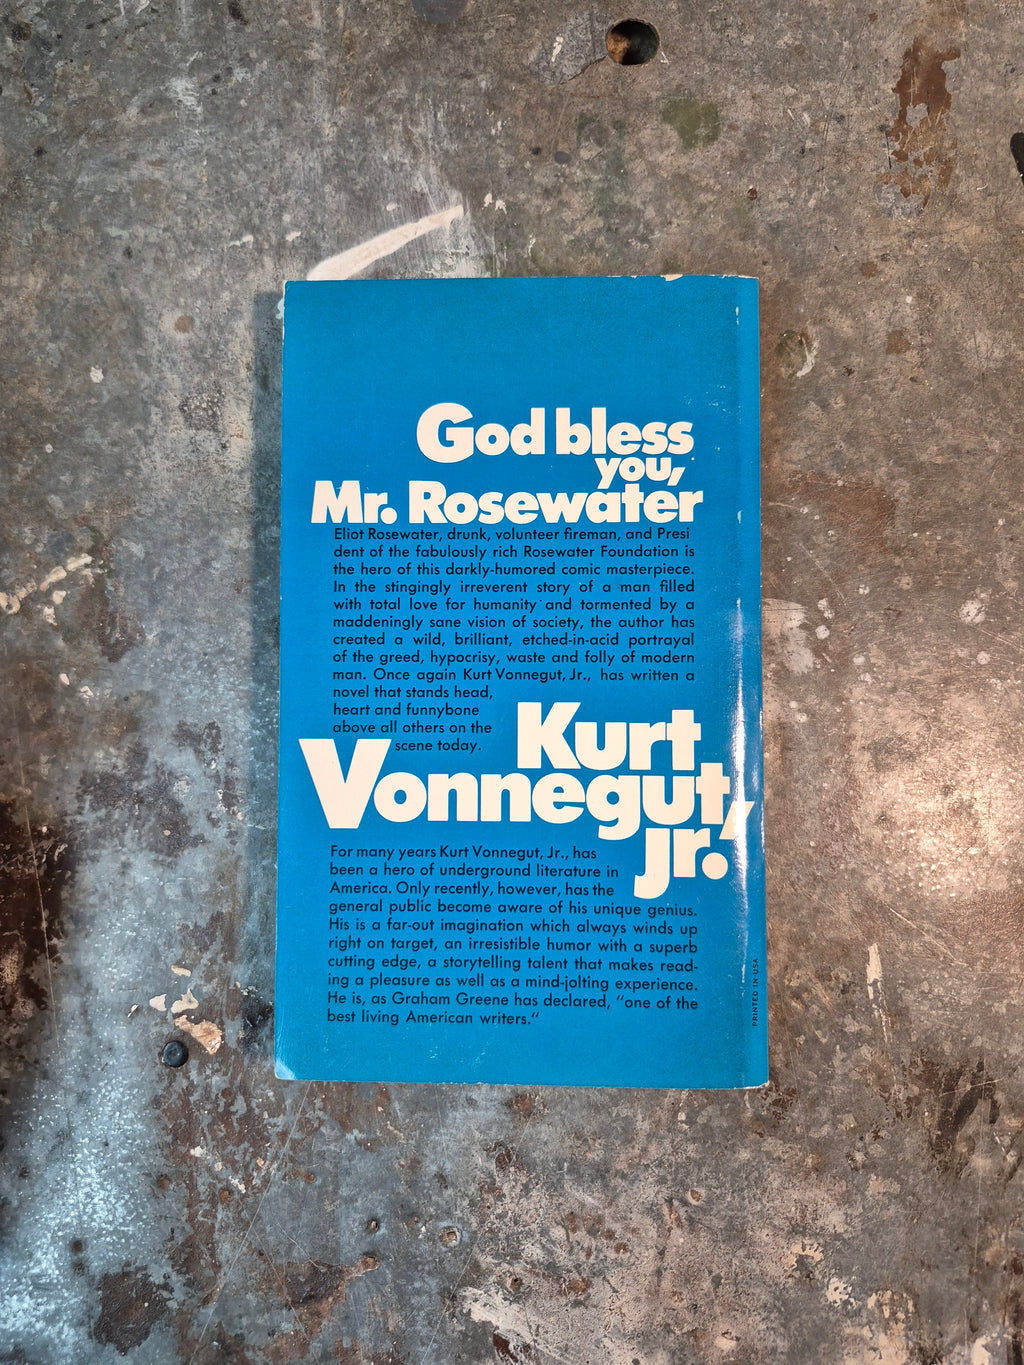 God bless
you,
Mr. Rosewater
Eliot Rosewater, drunk, volunteer fireman, and Presi
dent of the fabulously rich Rosewater Foundation is
the hero of this darkly-humored comic masterpiece.
In the stingingly irreverent story of a man filled
with total love for humanity and tormented by a
maddeningly sane vision of society, the author has
created a wild, brilliant, etched-in-acid portrayal
of the greed, hypocrisy, waste and folly of modern
man. Once again Kurt Vonnegut, Jr., has written a
novel that stands head,
heart and funnybone
above all others on the
scene today.
Kurt
Vonnegut,
jr.
For many years Kurt Vonnegut, Jr., has
been a hero of underground literature in
America. Only recently, however, has the
general public become aware of his unique genius.
His is a far-out imagination which always winds up
right on target, an irresistible humor with a superb
cutting edge, a storytelling talent that makes read-
ing a pleasure as well as a mind-jolting experience.
He is, as Graham Greene has declared, "one of the
best living American writers."
PRINTED IN USA